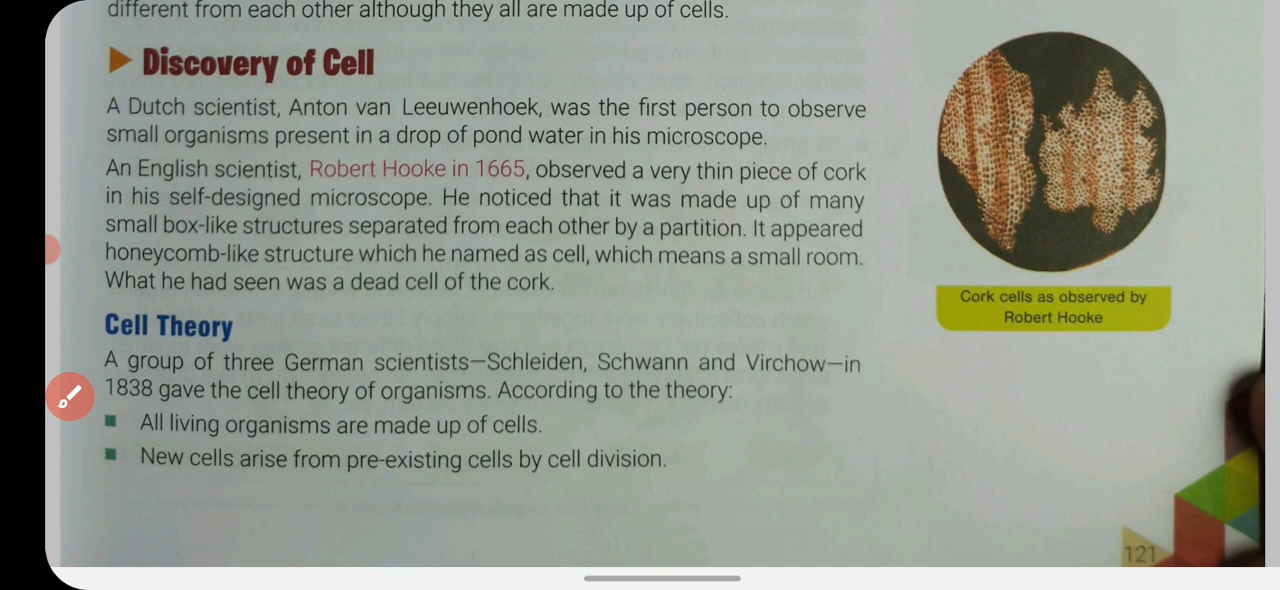 different from each other although they all are made up of cells.
Discovery of Cell
A Dutch scientist, Anton van Leeuwenhoek, was the first person to observe
small organisms present in a drop of pond water in his microscope.
An English scientist, Robert Hooke in 1665, observed a very thin piece of cork
in his self-designed microscope. He noticed that it was made up of many
small box-like structures separated from each other by a partition. It appeared
honeycomb-like structure which he named as cell, which means a small room.
What he had seen was a dead cell of the cork.
Cork cells as observed by
Robert Hooke
Cell Theory
A group of three German scientists—Schleiden, Schwann and Virchow—in
1838 gave the cell theory of organisms. According to the theory:
All living organisms are made up of cells.
New cells arise from pre-existing cells by cell division.
121